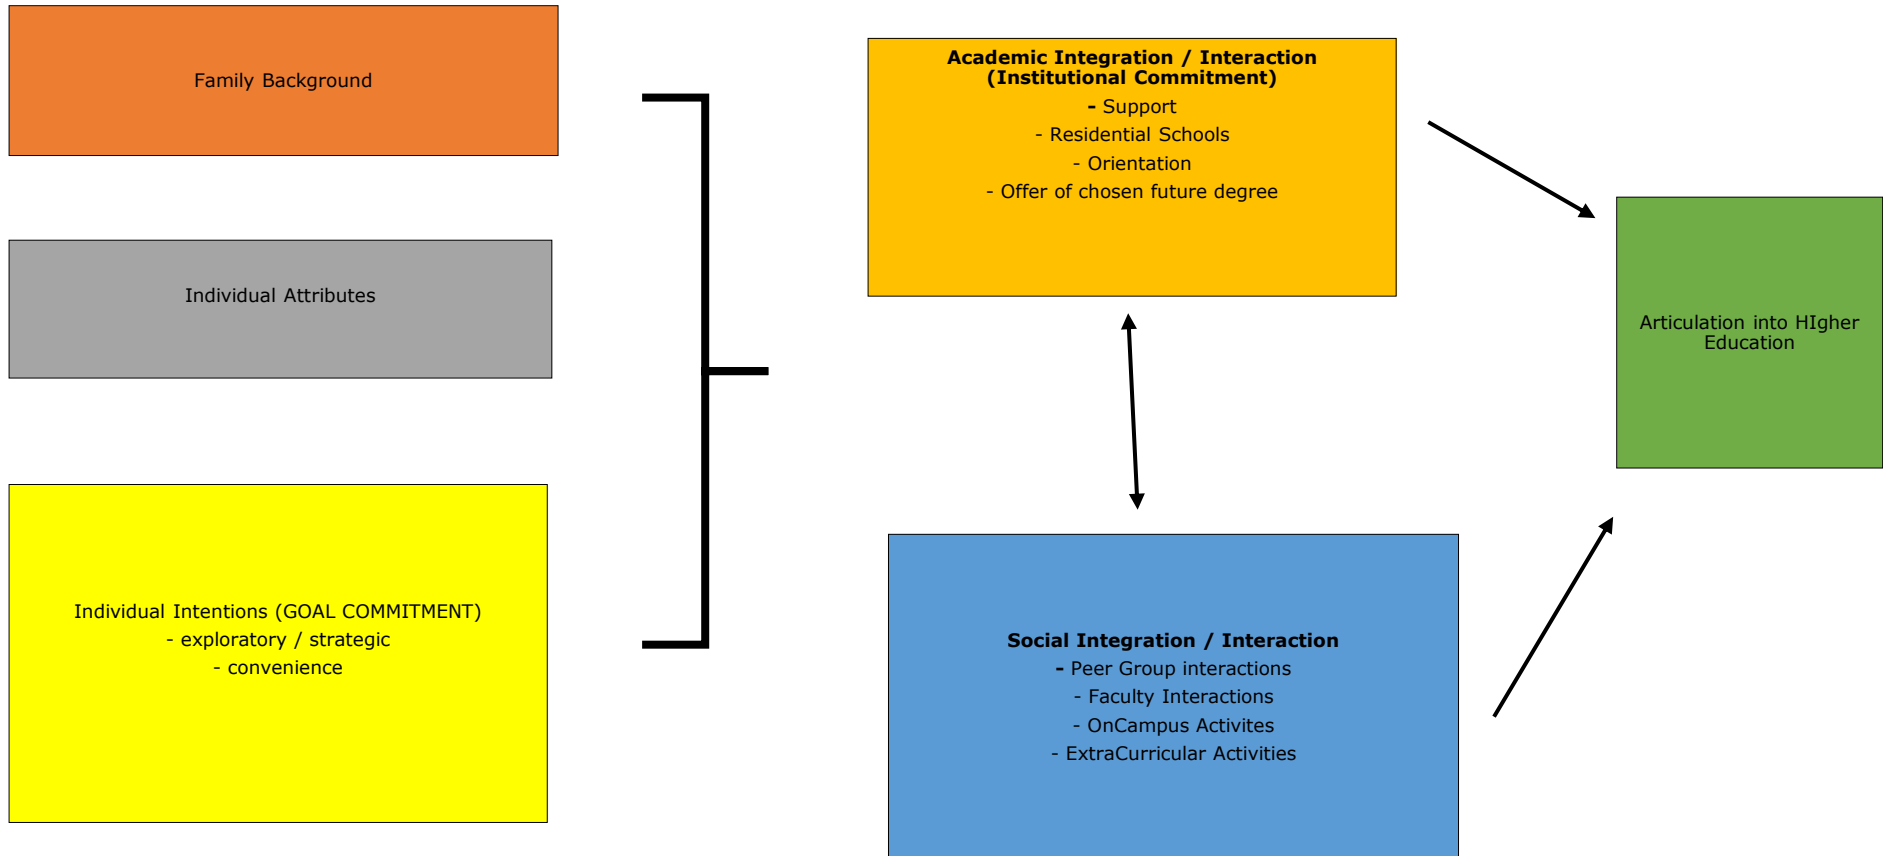 Family Background
Individual Attributes
Individual Intentions (GOAL COMMITMENT)
- exploratory / strategic
- convenience
Academic Integration / Interaction
(Institutional Commitment)
- Support
- Residential Schools
- Orientation
- Offer of chosen future degree
Social Integration / Interaction
- Peer Group interactions
- Faculty Interactions
- OnCampus Activites
- ExtraCurricular Activities
Articulation into HIgher
Education